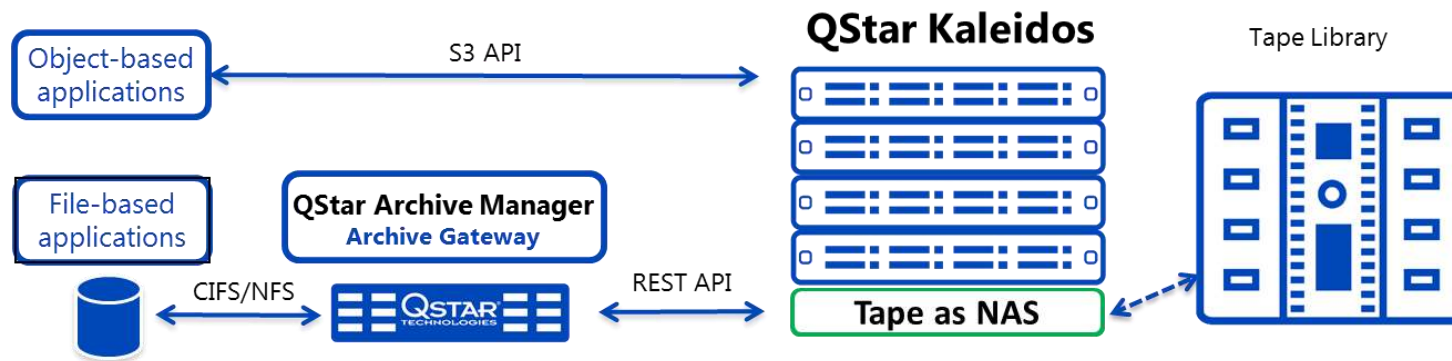 QStar Kaleidos
Tape Library
S3 API
Object-based
applications
File-based
applications
QStar Archive Manager
Archive Gateway
CIFS/NFS
QSTAR®
TECHNOLOGIES
REST API
Tape as NAS